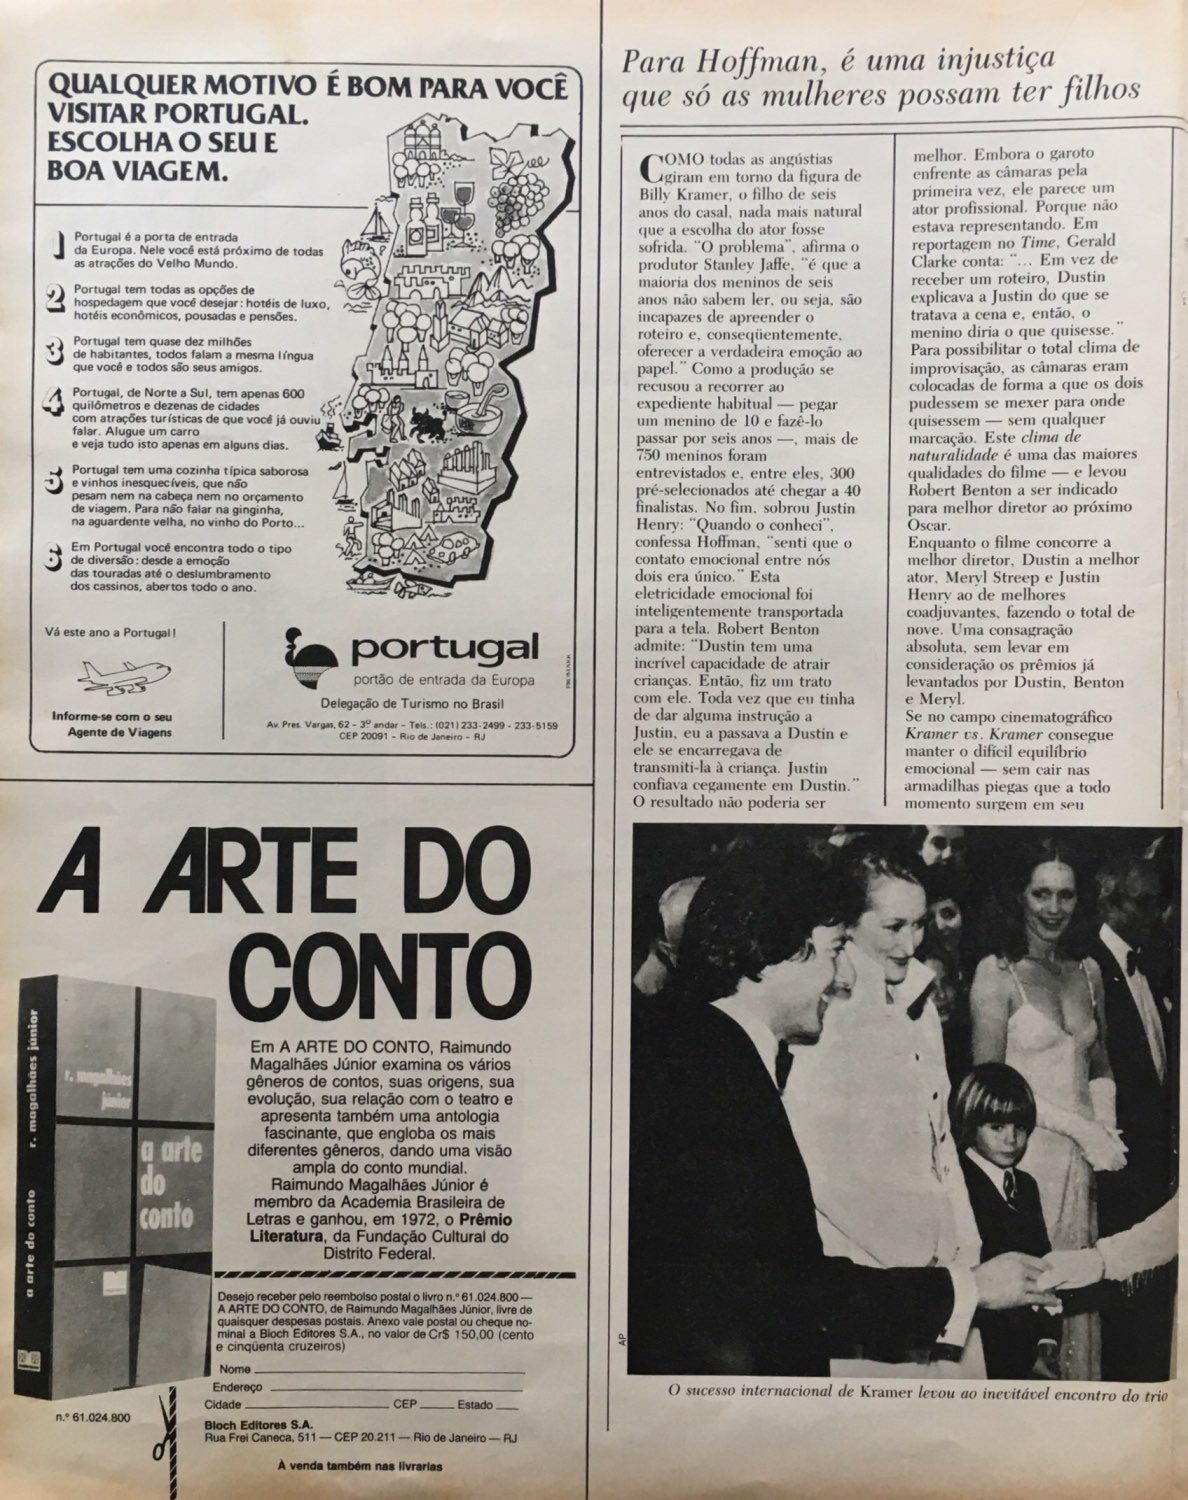 QUALQUER MOTIVO É BOM PARA VOCÊ
VISITAR PORTUGAL.
ESCOLHA O SEU E
BOA VIAGEM.
1 Portugal é a porta de entrada
da Europa. Nele você está próximo de todas
as atrações do Velho Mundo.
2 Portugal tem todas as opções de
hospedagem que você desejar: hotéis de luxo,
hotéis econômicos, pousadas e pensões.
3 Portugal tem quase dez milhões
de habitantes, todos falam a mesma língua
que você e todos são seus amigos.
4 Portugal, de Norte a Sul, tem apenas 600
quilômetros e dezenas de cidades
com atrações turísticas de que você já ouviu
falar. Alugue um carro
e veja tudo isto apenas em alguns dias.
5 Portugal tem uma cozinha típica saborosa
e vinhos inesquecíveis, que não
pesam nem na cabeça nem no orçamento
de viagem. Para não falar na ginginha,
na aguardente velha, no vinho do Porto...
6 Em Portugal você encontra todo o tipo
de diversão: desde a emoção
das touradas até o deslumbramento
dos cassinos, abertos todo o ano.
Vá este ano a Portugal!
Informe-se com o seu
Agente de Viagens
portugal
portão de entrada da Europa
Delegação de Turismo no Brasil
Av. Pres. Vargas, 62 - 3º andar - Tels.: (021) 233-2499 - 233-5159
CEP 20091 - Rio de Janeiro - RJ
A ARTE DO
CONTO
r. magalhães júnior
a arte do conto
r. magalhães
júnior
a arte
do
conto
Em A ARTE DO CONTO, Raimundo
Magalhães Júnior examina os vários
gêneros de contos, suas origens, sua
evolução, sua relação com o teatro e
apresenta também uma antologia
fascinante, que engloba os mais
diferentes gêneros, dando uma visão
ampla do conto mundial.
Raimundo Magalhães Júnior é
membro da Academia Brasileira de
Letras e ganhou, em 1972, o Prêmio
Literatura, da Fundação Cultural do
Distrito Federal.
Desejo receber pelo reembolso postal o livro n.º 61.024.800 —
A ARTE DO CONTO, de Raimundo Magalhães Júnior, livre de
quaisquer despesas postais. Anexo vale postal ou cheque no-
minal a Bloch Editores S.A., no valor de Cr$ 150,00 (cento
e cinqüenta cruzeiros)
Nome
Endereço
Cidade CEP Estado
n.º 61.024.800
Bloch Editores S.A.
Rua Frei Caneca, 511 — CEP 20.211 — Rio de Janeiro — RJ
À venda também nas livrarias
Para Hoffman, é uma injustiça
que só as mulheres possam ter filhos
COMO todas as angústias
giram em torno da figura de
Billy Kramer, o filho de seis
anos do casal, nada mais natural
que a escolha do ator fosse
sofrida. "O problema", afirma o
produtor Stanley Jaffe, "é que a
maioria dos meninos de seis
anos não sabem ler, ou seja, são
incapazes de apreender o
roteiro e, conseqüentemente,
oferecer a verdadeira emoção ao
papel." Como a produção se
recusou a recorrer ao
expediente habitual — pegar
um menino de 10 e fazê-lo
passar por seis anos —, mais de
750 meninos foram
entrevistados e, entre eles, 300
pré-selecionados até chegar a 40
finalistas. No fim, sobrou Justin
Henry: "Quando o conheci",
confessa Hoffman, "senti que o
contato emocional entre nós
dois era único." Esta
eletricidade emocional foi
inteligentemente transportada
para a tela. Robert Benton
admite: "Dustin tem uma
incrível capacidade de atrair
crianças. Então, fiz um trato
com ele. Toda vez que eu tinha
de dar alguma instrução a
Justin, eu a passava a Dustin e
ele se encarregava de
transmiti-la à criança. Justin
confiava cegamente em Dustin."
O resultado não poderia ser
melhor. Embora o garoto
enfrente as câmaras pela
primeira vez, ele parece um
ator profissional. Porque não
estava representando. Em
reportagem no Time, Gerald
Clarke conta: "... Em vez de
receber um roteiro, Dustin
explicava a Justin do que se
tratava a cena e, então, o
menino diria o que quisesse."
Para possibilitar o total clima de
improvisação, as câmaras eram
colocadas de forma a que os dois
pudessem se mexer para onde
quisessem — sem qualquer
marcação. Este clima de
naturalidade é uma das maiores
qualidades do filme — e levou
Robert Benton a ser indicado
para melhor diretor ao próximo
Oscar.
Enquanto o filme concorre a
melhor diretor, Dustin a melhor
ator, Meryl Streep e Justin
Henry ao de melhores
coadjuvantes, fazendo o total de
nove. Uma consagração
absoluta, sem levar em
consideração os prêmios já
levantados por Dustin, Benton
e Meryl.
Se no campo cinematográfico
Kramer vs. Kramer consegue
manter o difícil equilíbrio
emocional — sem cair nas
armadilhas piegas que a todo
momento surgem em seu
AP
O sucesso internacional de Kramer levou ao inevitável encontro do trio